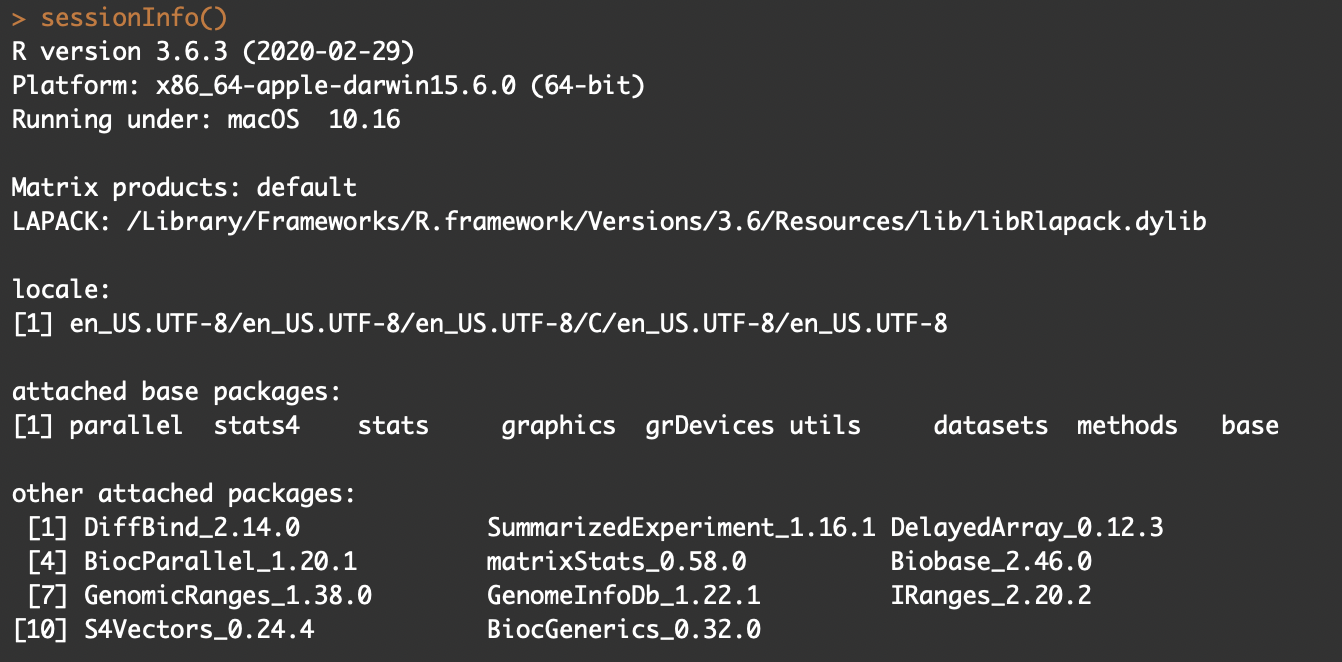 > sessionInfo()
R version 3.6.3 (2020-02-29)
Platform: x86_64-apple-darwin15.6.0 (64-bit)
Running under: macOS  10.16

Matrix products: default
LAPACK: /Library/Frameworks/R.framework/Versions/3.6/Resources/lib/libRlapack.dylib

locale:
[1] en_US.UTF-8/en_US.UTF-8/en_US.UTF-8/C/en_US.UTF-8/en_US.UTF-8

attached base packages:
[1] parallel  stats4    stats     graphics  grDevices utils     datasets  methods   base

other attached packages:
 [1] DiffBind_2.14.0             SummarizedExperiment_1.16.1 DelayedArray_0.12.3
 [4] BiocParallel_1.20.1         matrixStats_0.58.0          Biobase_2.46.0
 [7] GenomicRanges_1.38.0        GenomeInfoDb_1.22.1         IRanges_2.20.2
[10] S4Vectors_0.24.4            BiocGenerics_0.32.0